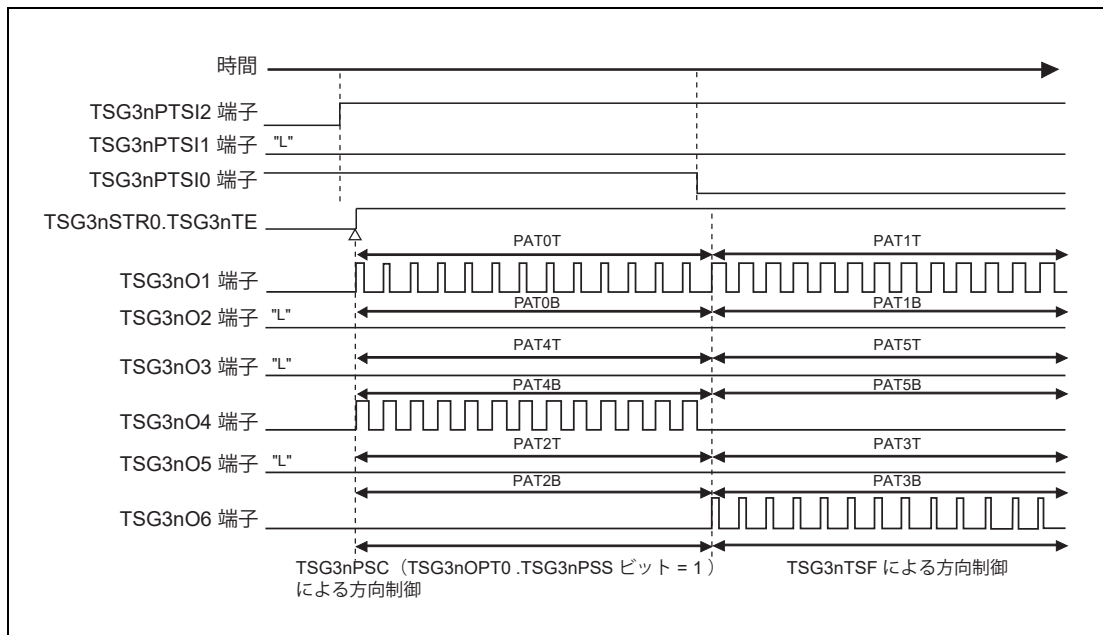 時間
TSG3nPTSI2 端子
TSG3nPTSI1 端子 "L"
TSG3nPTSI0 端子
TSG3nSTR0.TSG3nTE
PAT0T PAT1T
TSG3nO1 端子
PAT0B PAT1B
TSG3nO2 端子 "L"
PAT4T PAT5T
TSG3nO3 端子 "L"
PAT4B PAT5B
TSG3nO4 端子
PAT2T PAT3T
TSG3nO5 端子 "L"
PAT2B PAT3B
TSG3nO6 端子
TSG3nPSC（TSG3nOPT0 .TSG3nPSS ビット = 1 ）
による方向制御
TSG3nTSF による方向制御